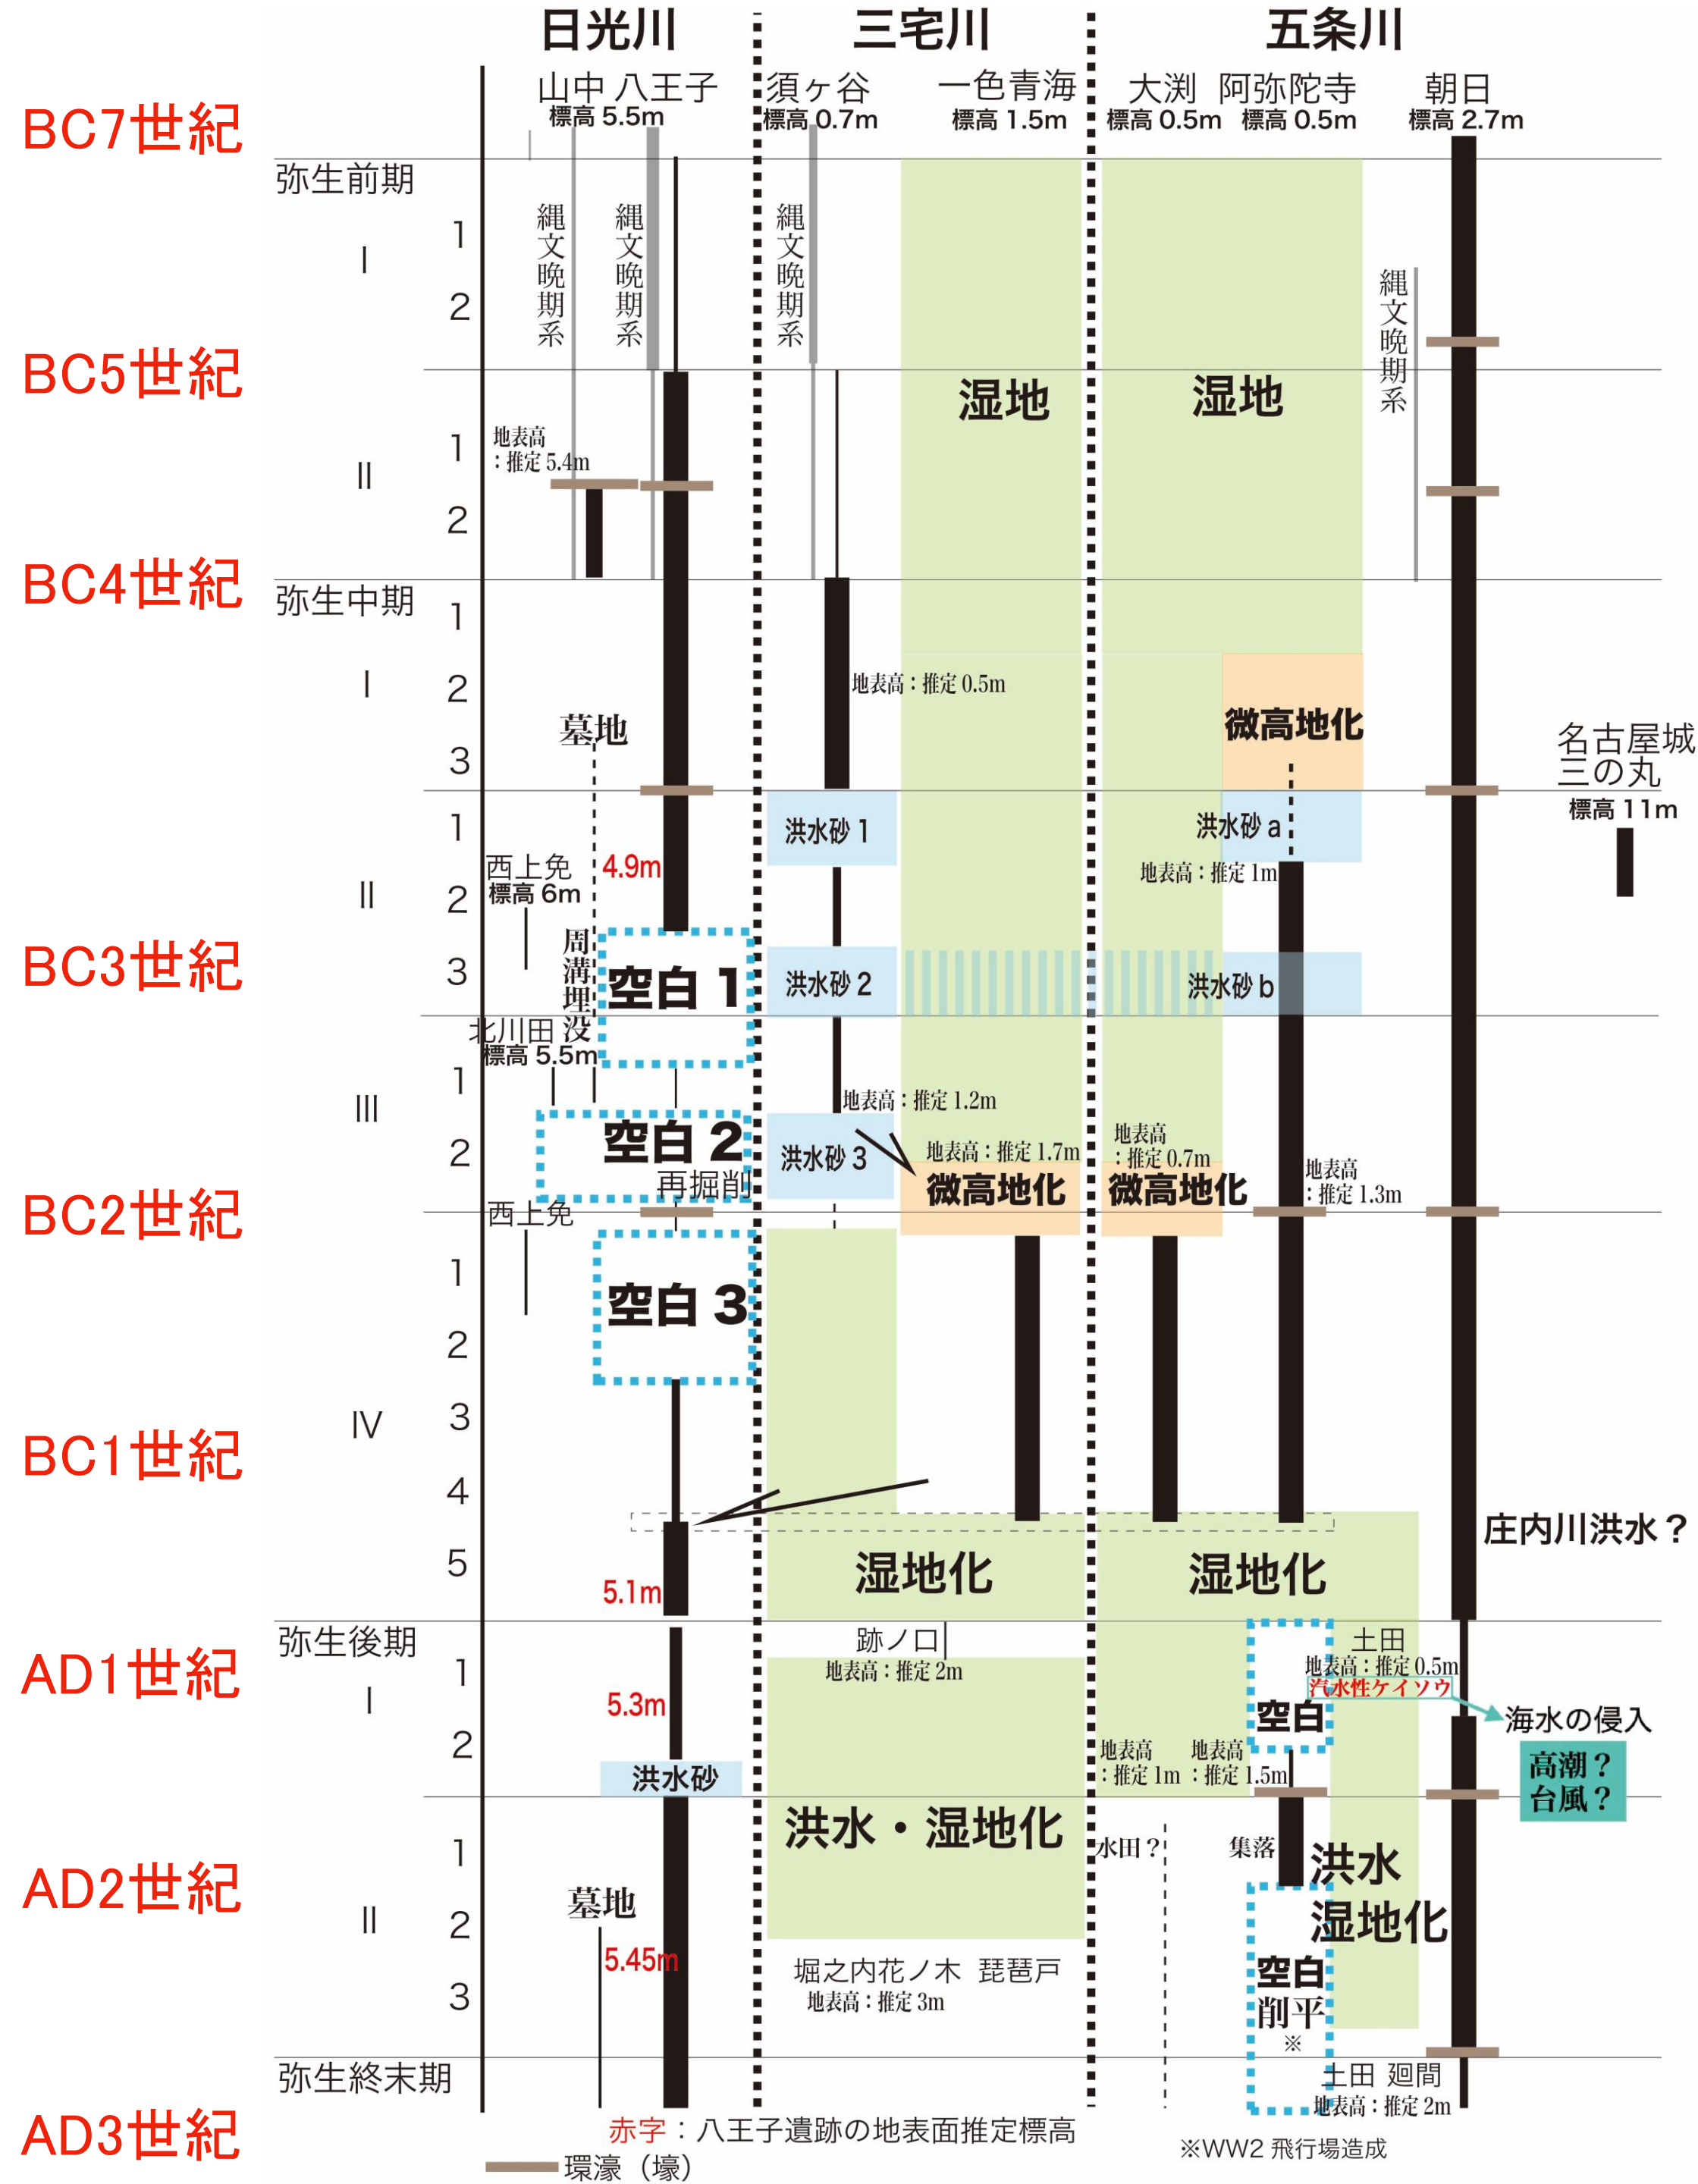 日光川
三宅川
五条川
山中 八王子
標高 5.5m
須ヶ谷
標高 0.7m
一色青海
標高 1.5m
大渕 阿弥陀寺
標高 0.5m 標高 0.5m
朝日
標高 2.7m
BC7世紀
弥生前期
縄文晩期系
縄文晩期系
縄文晩期系
縄文晩期系
I
1
2
BC5世紀
湿地
湿地
地表高
：推定 5.4m
II
1
2
BC4世紀
弥生中期
I
1
2
3
地表高：推定 0.5m
微高地化
墓地
名古屋城
三の丸
標高 11m
II
1
2
3
洪水砂 1
洪水砂 a
地表高：推定 1m
西上免
標高 6m
4.9m
周溝埋没
BC3世紀
空白 1
洪水砂 2
洪水砂 b
北川田
標高 5.5m
III
1
2
地表高：推定 1.2m
空白 2
再掘削
洪水砂 3
地表高：推定 1.7m
微高地化
地表高
：推定 0.7m
微高地化
地表高
：推定 1.3m
BC2世紀
西上免
空白 3
IV
1
2
3
4
5
BC1世紀
庄内川洪水？
湿地化
湿地化
5.1m
弥生後期
跡ノ口
地表高：推定 2m
土田
地表高：推定 0.5m
汽水性ケイソウ
AD1世紀
I
1
2
5.3m
空白
海水の侵入
高潮？
台風？
地表高
：推定 1m
地表高
：推定 1.5m
洪水砂
洪水・湿地化
水田？
集落
洪水
湿地化
AD2世紀
II
1
2
3
墓地
5.45m
堀之内花ノ木 琵琶戸
地表高：推定 3m
空白
削平
※
弥生終末期
土田 廻間
地表高：推定 2m
AD3世紀
赤字：八王子遺跡の地表面推定標高
※WW2 飛行場造成
環濠（壕）